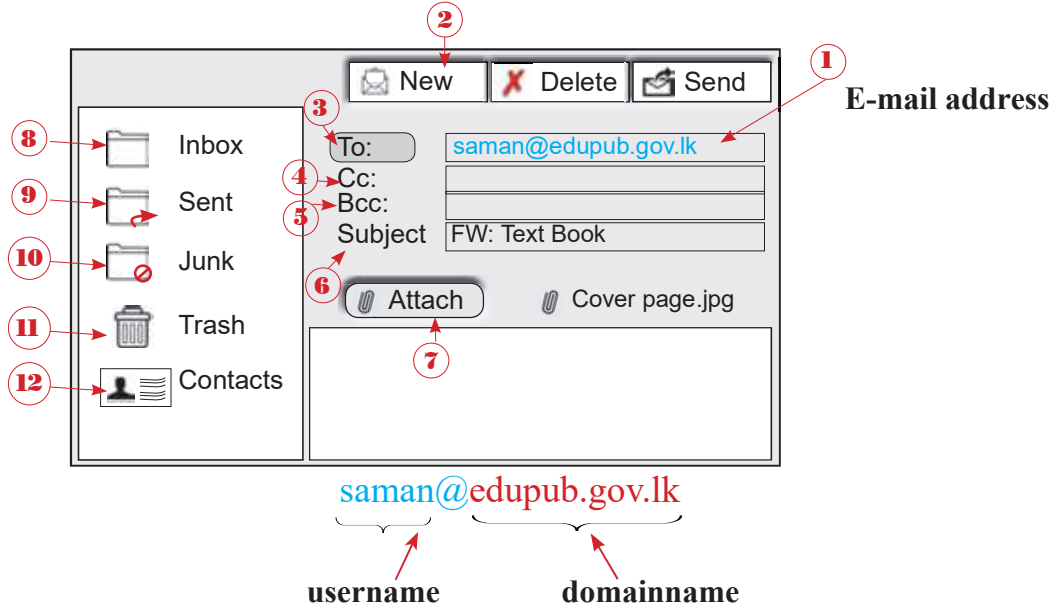 2
1
New
Delete
Send
E-mail address
3
8
Inbox
To:
saman@edupub.gov.lk
4
Cc:
9
Sent
5
Bcc:
Subject
FW: Text Book
10
Junk
6
Attach
Cover page.jpg
11
Trash
7
12
Contacts
saman@edupub.gov.lk
username
domainname